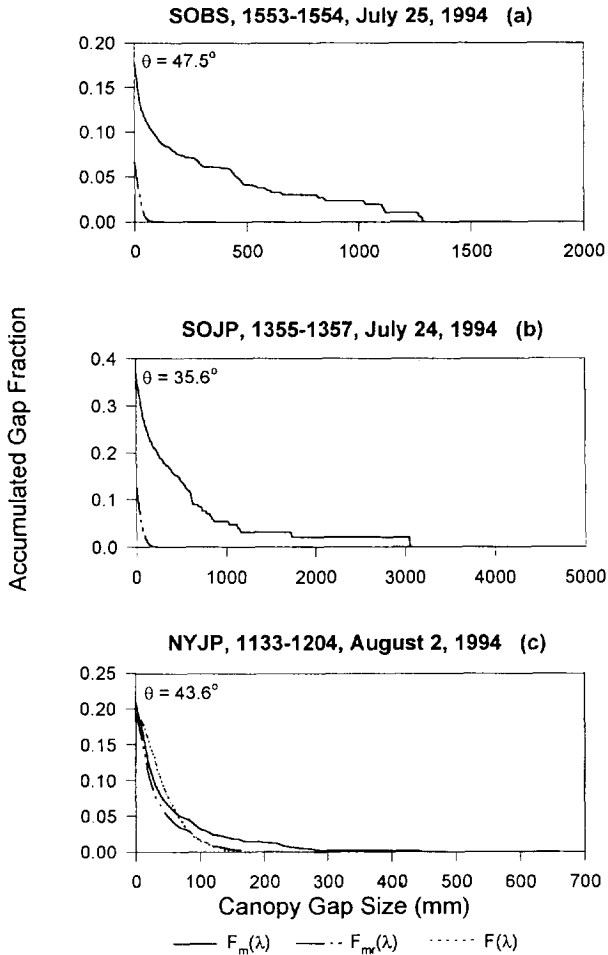 SOBS, 1553-1554, July 25, 1994 (a)
0.20
θ = 47.5°
0.15
0.10
0.05
0.00
0 500 1000 1500 2000
SOJP, 1355-1357, July 24, 1994 (b)
0.4
θ = 35.6°
0.3
0.2
0.1
0.0
0 1000 2000 3000 4000 5000
Accumulated Gap Fraction
NYJP, 1133-1204, August 2, 1994 (c)
0.25
θ = 43.6°
0.20
0.15
0.10
0.05
0.00
0 100 200 300 400 500 600 700
Canopy Gap Size (mm)
Fm(λ) Fmr(λ) F(λ)